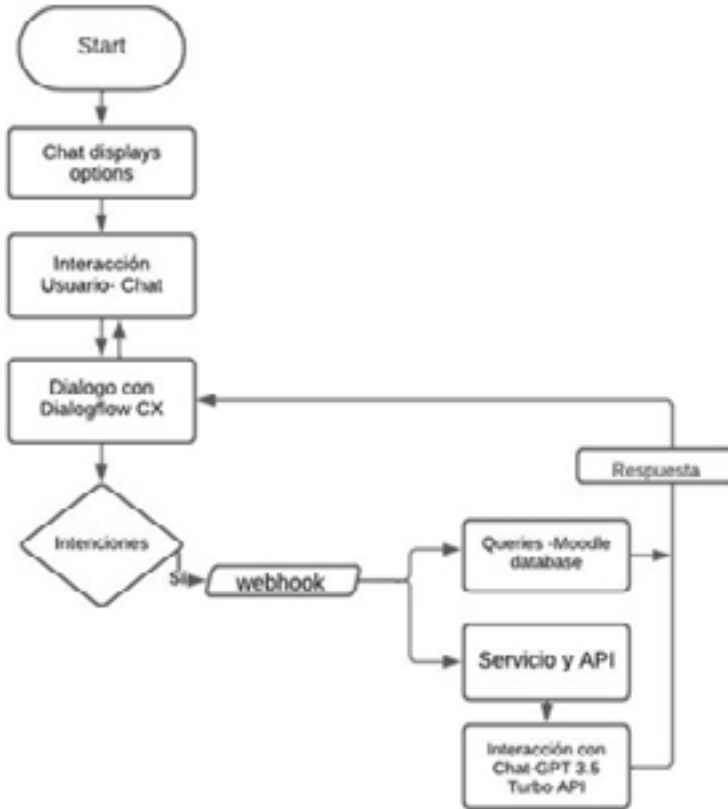 Start
Chat displays
options
Interacción
Usuario- Chat
Dialogo con
Dialogflow CX
Intenciones
Si
webhook
Queries -Moodle
database
Servicio y API
Interacción con
Chat-GPT 3.5
Turbo API
Respuesta